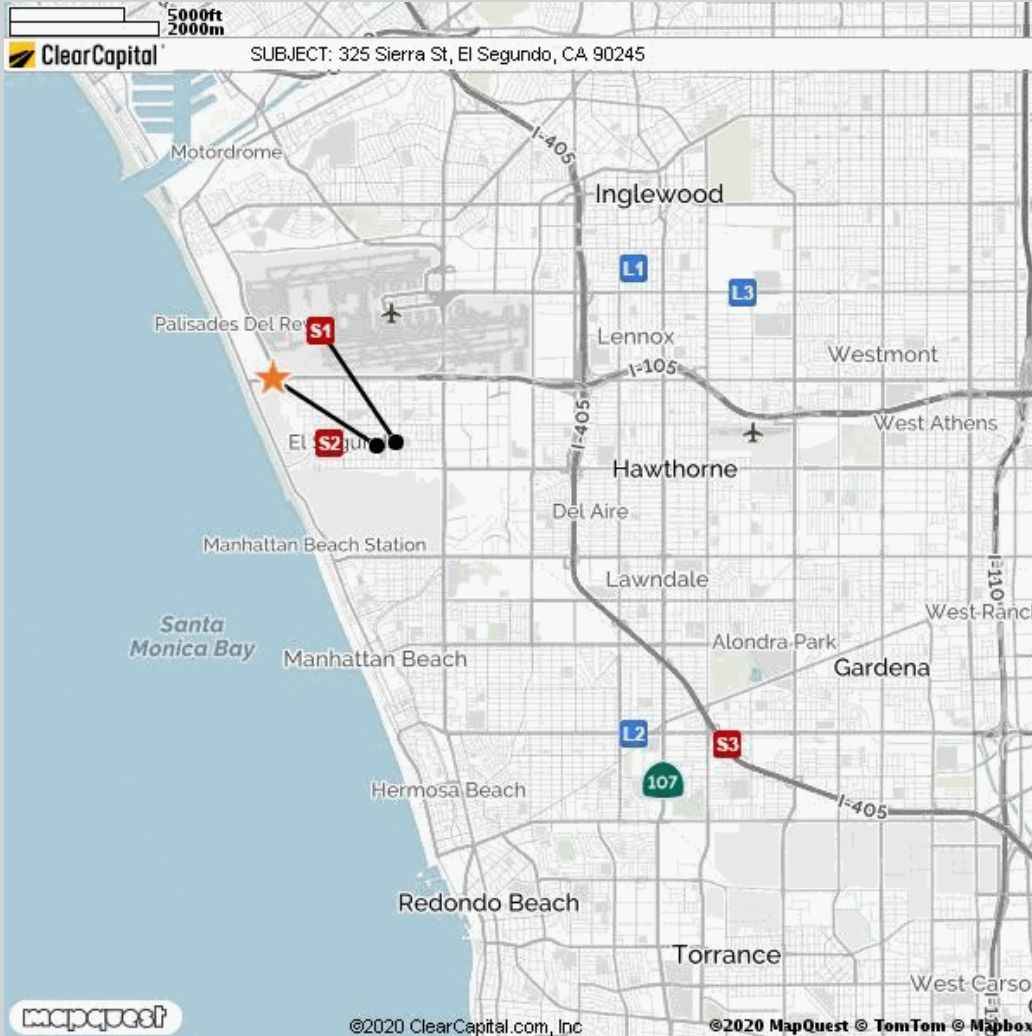 5000ft
2000m
ClearCapital
SUBJECT: 325 Sierra St, El Segundo, CA 90245
Motordrome
I-405
Inglewood
L1
L3
Palisades Del Rey
S1
Lennox
I-105
Westmont
West Athens
El Segundo
S2
I-405
Hawthorne
Del Aire
Manhattan Beach Station
Lawndale
I-110
West Ranc
Santa
Monica Bay
Alondra Park
Manhattan Beach
Gardena
L2
S3
107
Hermosa Beach
I-405
Redondo Beach
Torrance
West Carso
I-11
mapquest
©2020 ClearCapital.com, Inc
©2020 MapQuest © TomTom © Mapbox